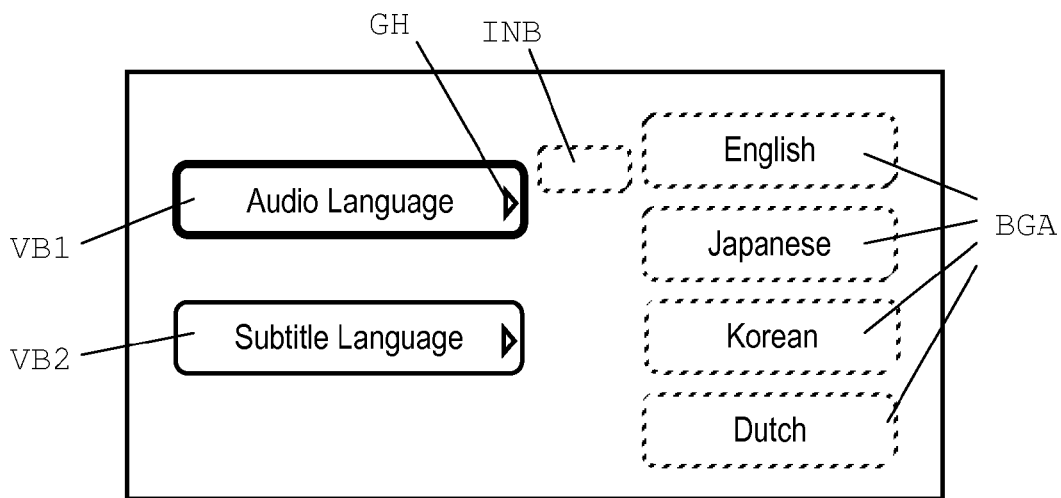 GH INB
English
Audio Language
VB1
Japanese
BGA
Subtitle Language
Korean
VB2
Dutch